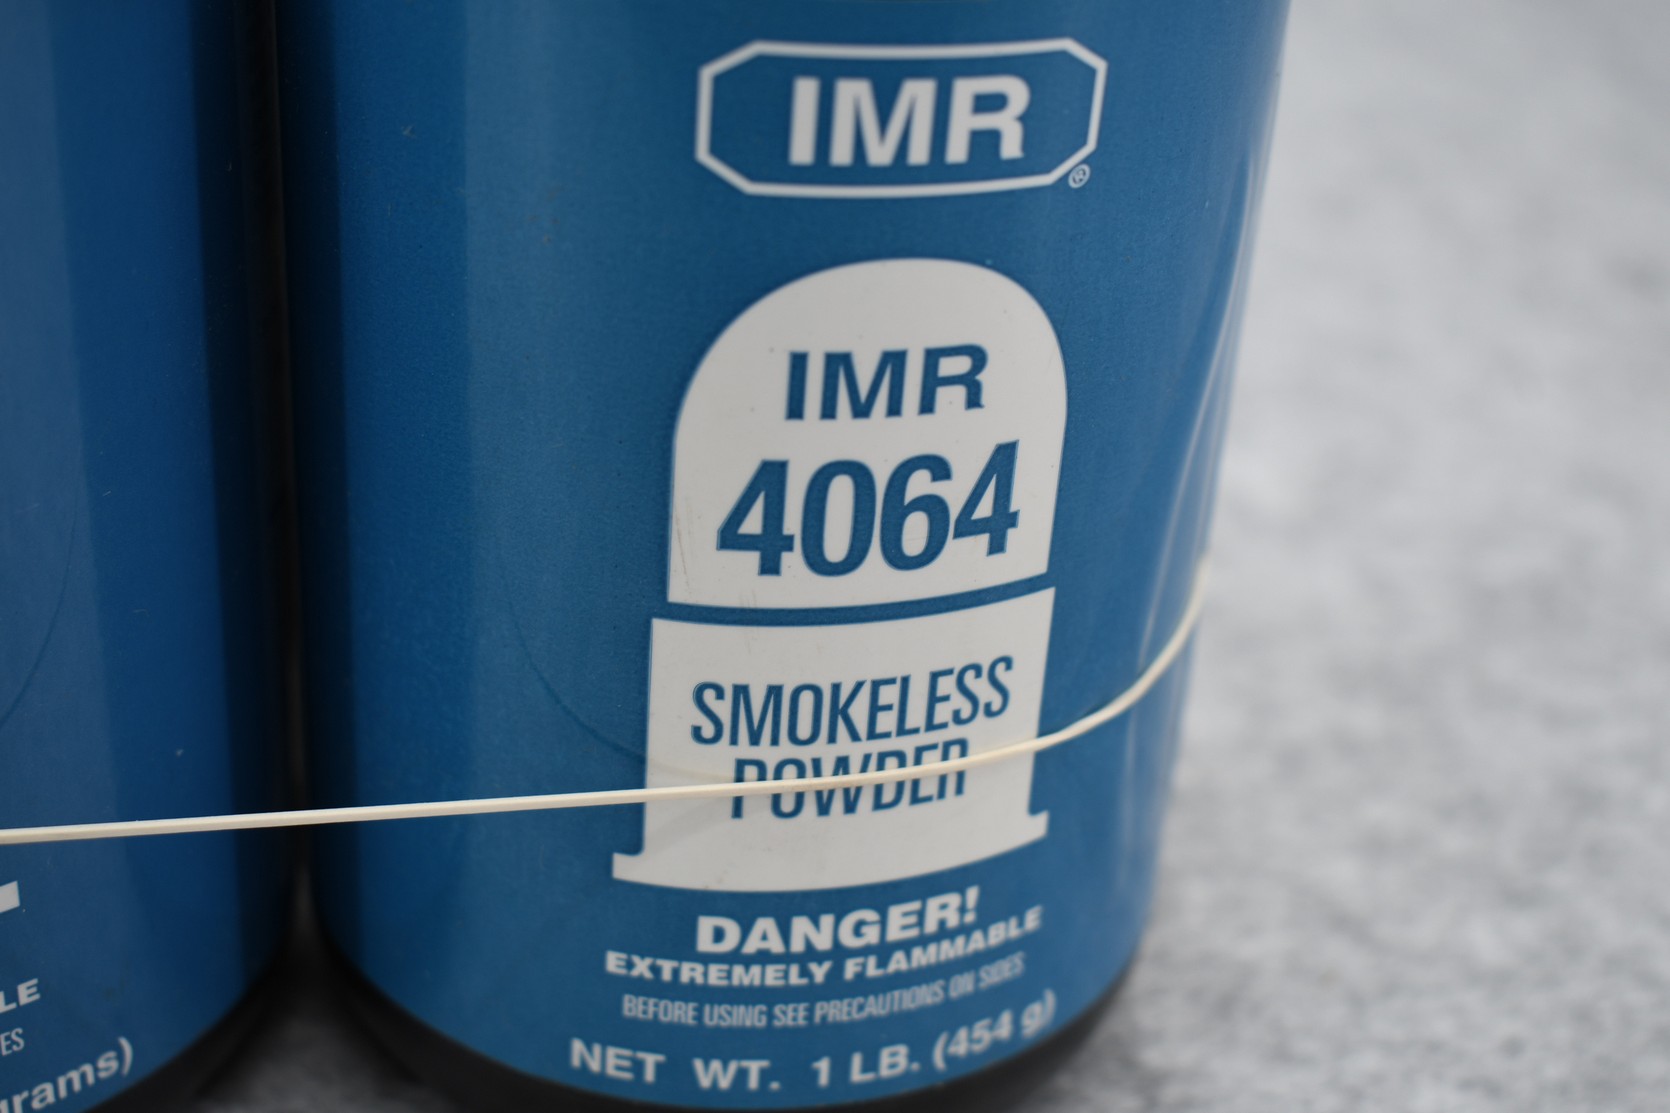 IMR
®
IMR
4064
SMOKELESS
POWDER
DANGER!
EXTREMELY FLAMMABLE
BEFORE USING SEE PRECAUTIONS ON SIDES
NET WT. 1 LB. (454 g)
LE
ES
grams)